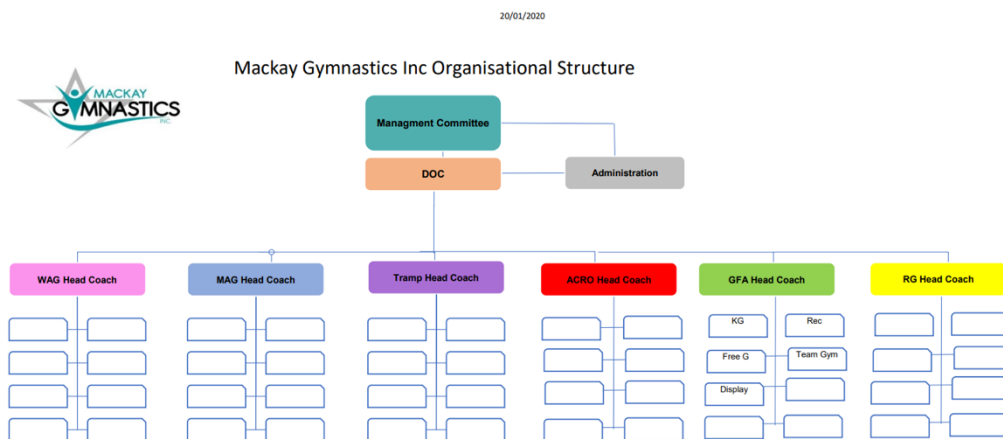 20/01/2020
Mackay Gymnastics Inc Organisational Structure
MACKAY
GYMNASTICS
INC
Managment Committee
DOC
Administration
WAG Head Coach
MAG Head Coach
Tramp Head Coach
ACRO Head Coach
GFA Head Coach
RG Head Coach
KG
Rec
Free G
Team Gym
Display